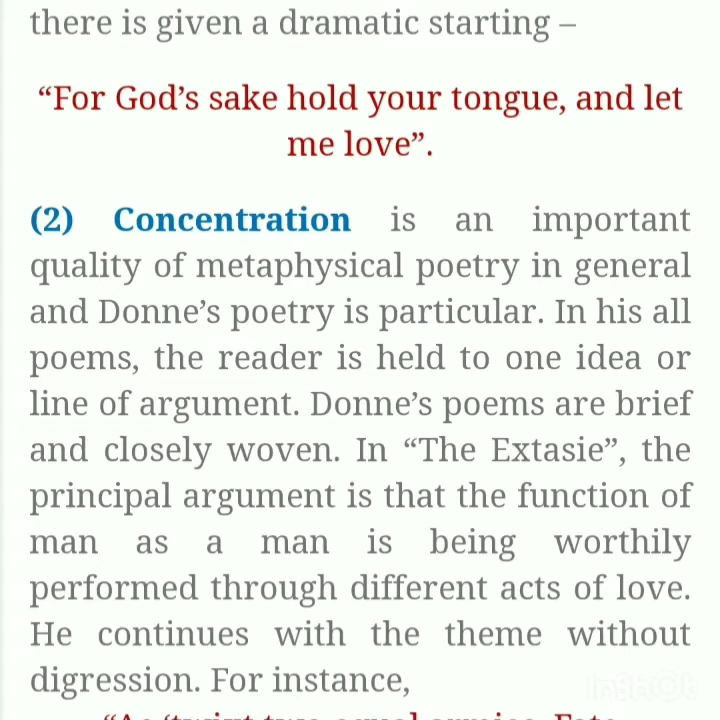 there is given a dramatic starting –
“For God’s sake hold your tongue, and let
me love”.
(2) Concentration is an important
quality of metaphysical poetry in general
and Donne’s poetry is particular. In his all
poems, the reader is held to one idea or
line of argument. Donne’s poems are brief
and closely woven. In “The Extasie”, the
principal argument is that the function of
man as a man is being worthily
performed through different acts of love.
He continues with the theme without
digression. For instance,
InShOt